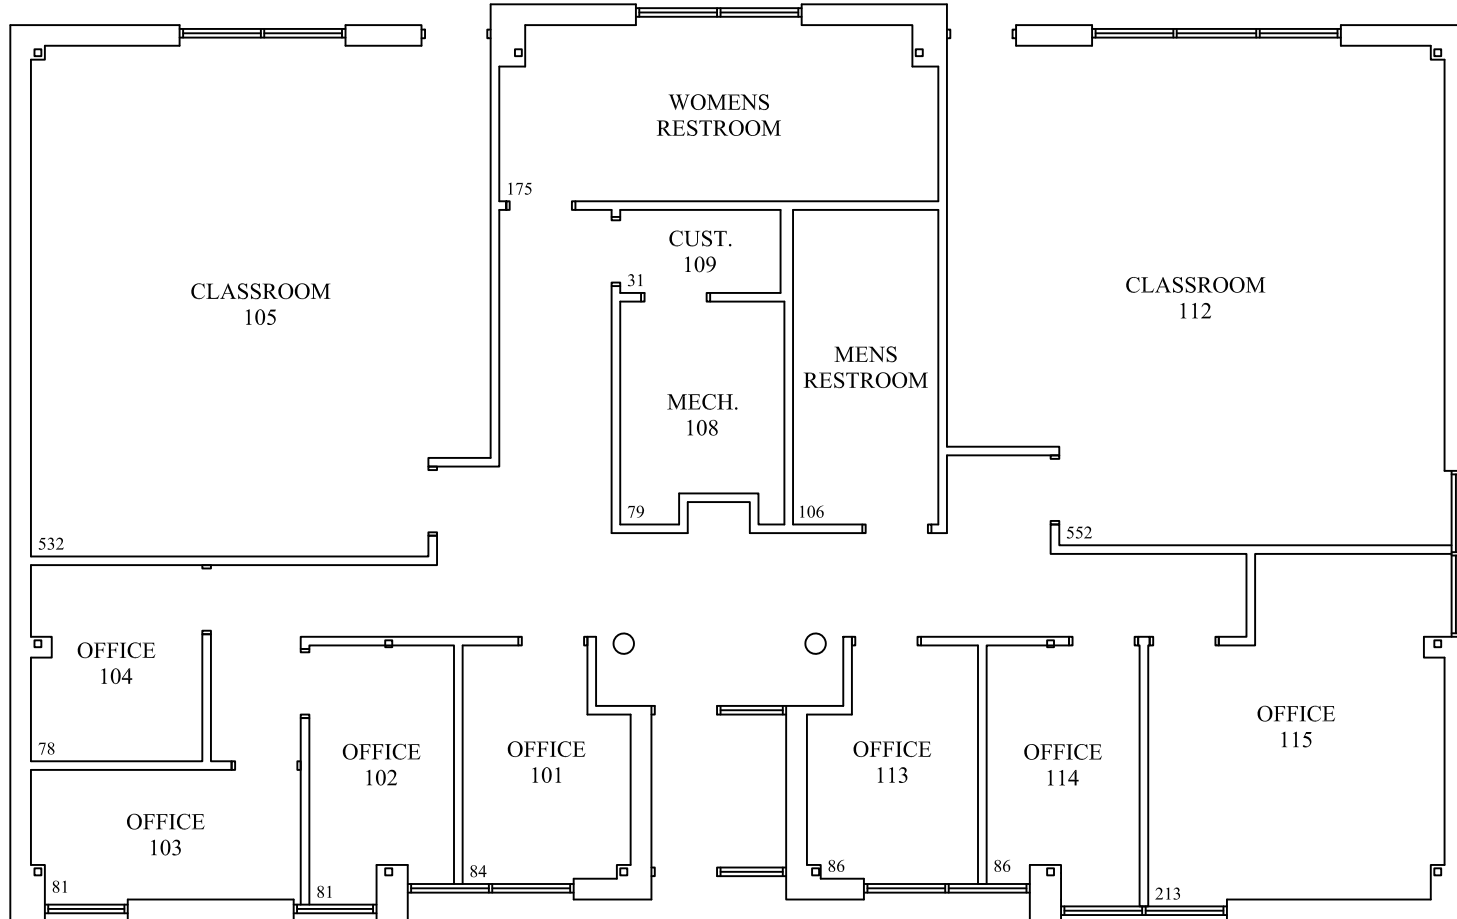 WOMENS
RESTROOM
175
CUST.
109
31
CLASSROOM
105
CLASSROOM
112
MENS
RESTROOM
MECH.
108
79
106
532
552
OFFICE
104
78
OFFICE
102
81
OFFICE
101
84
OFFICE
113
86
OFFICE
114
86
OFFICE
115
213
OFFICE
103
81